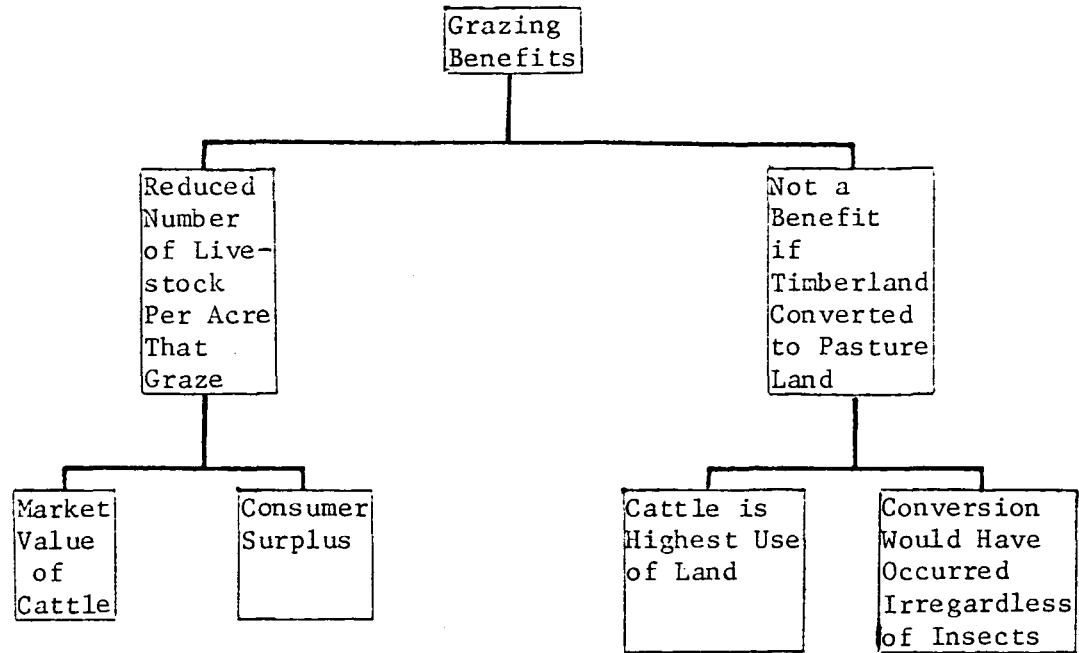 Grazing
Benefits
Reduced
Number
of Live-
stock
Per Acre
That
Graze
Not a
Benefit
if
Timberland
Converted
to Pasture
Land
Market
Value
of
Cattle
Consumer
Surplus
Cattle is
Highest Use
of Land
Conversion
Would Have
Occurred
Irregardless
of Insects